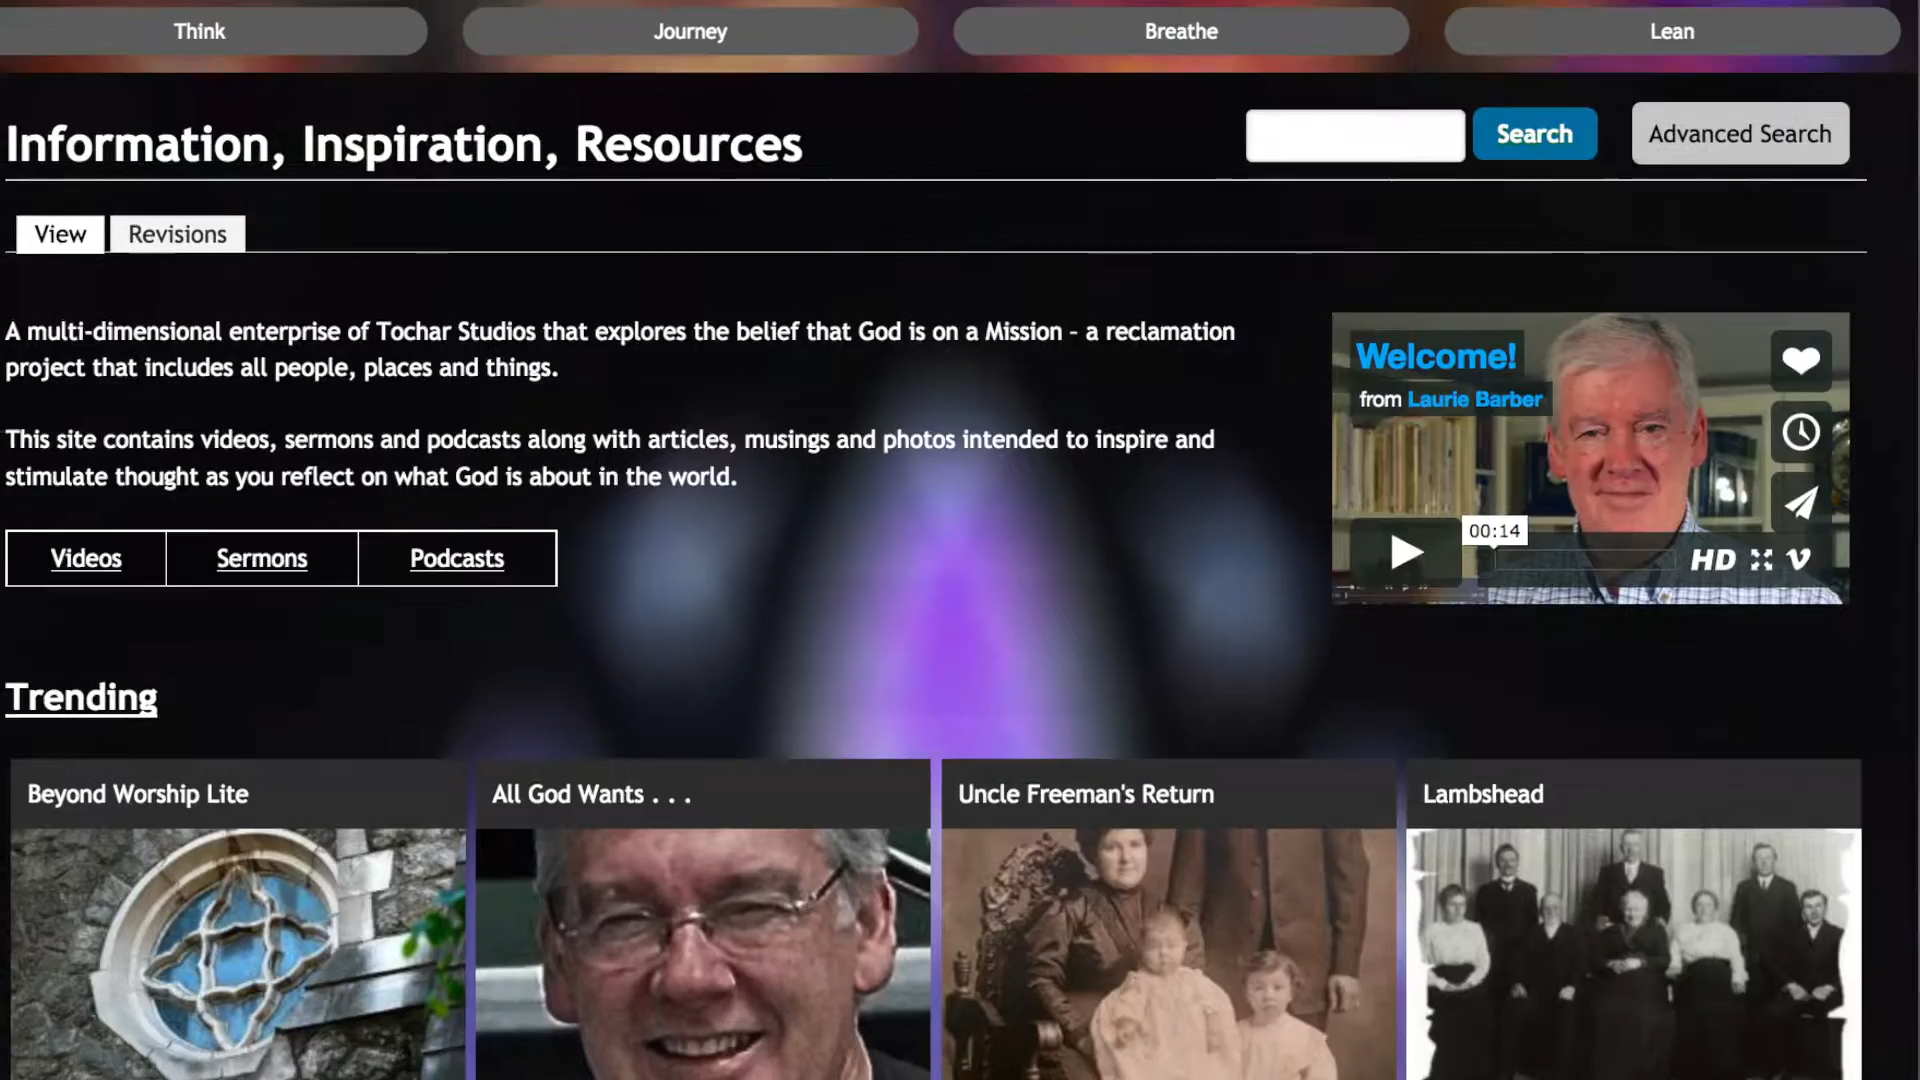 Think
Journey
Breathe
Lean
Information, Inspiration, Resources
Search
Advanced Search
View
Revisions
A multi-dimensional enterprise of Tochar Studios that explores the belief that God is on a Mission – a reclamation
project that includes all people, places and things.
This site contains videos, sermons and podcasts along with articles, musings and photos intended to inspire and
stimulate thought as you reflect on what God is about in the world.
Welcome!
from Laurie Barber
00:14
HD
Videos
Sermons
Podcasts
Trending
Beyond Worship Lite
All God Wants . . .
Uncle Freeman's Return
Lambshead